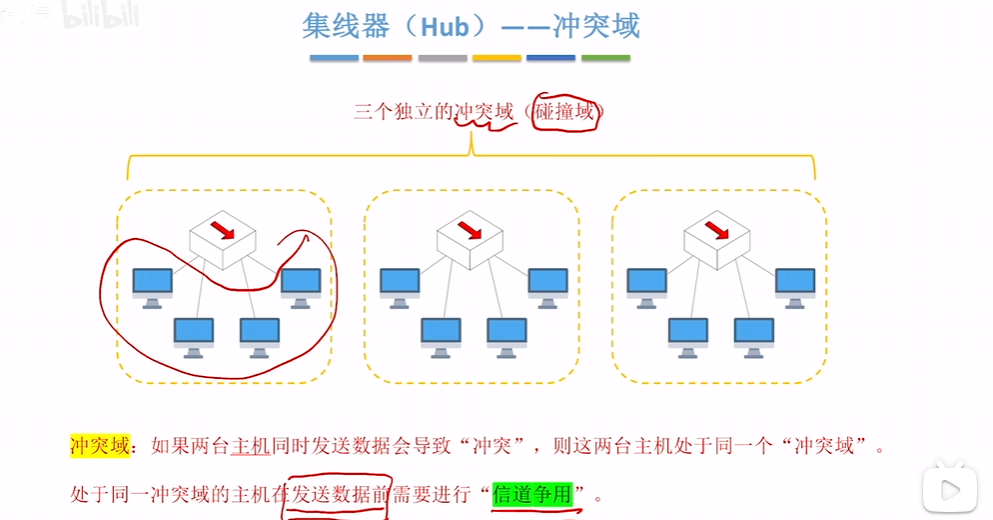 bilibili
集线器（Hub）——冲突域
三个独立的冲突域（碰撞域）
冲突域：如果两台主机同时发送数据会导致“冲突”，则这两台主机处于同一个“冲突域”。
处于同一冲突域的主机在发送数据前需要进行“信道争用”。